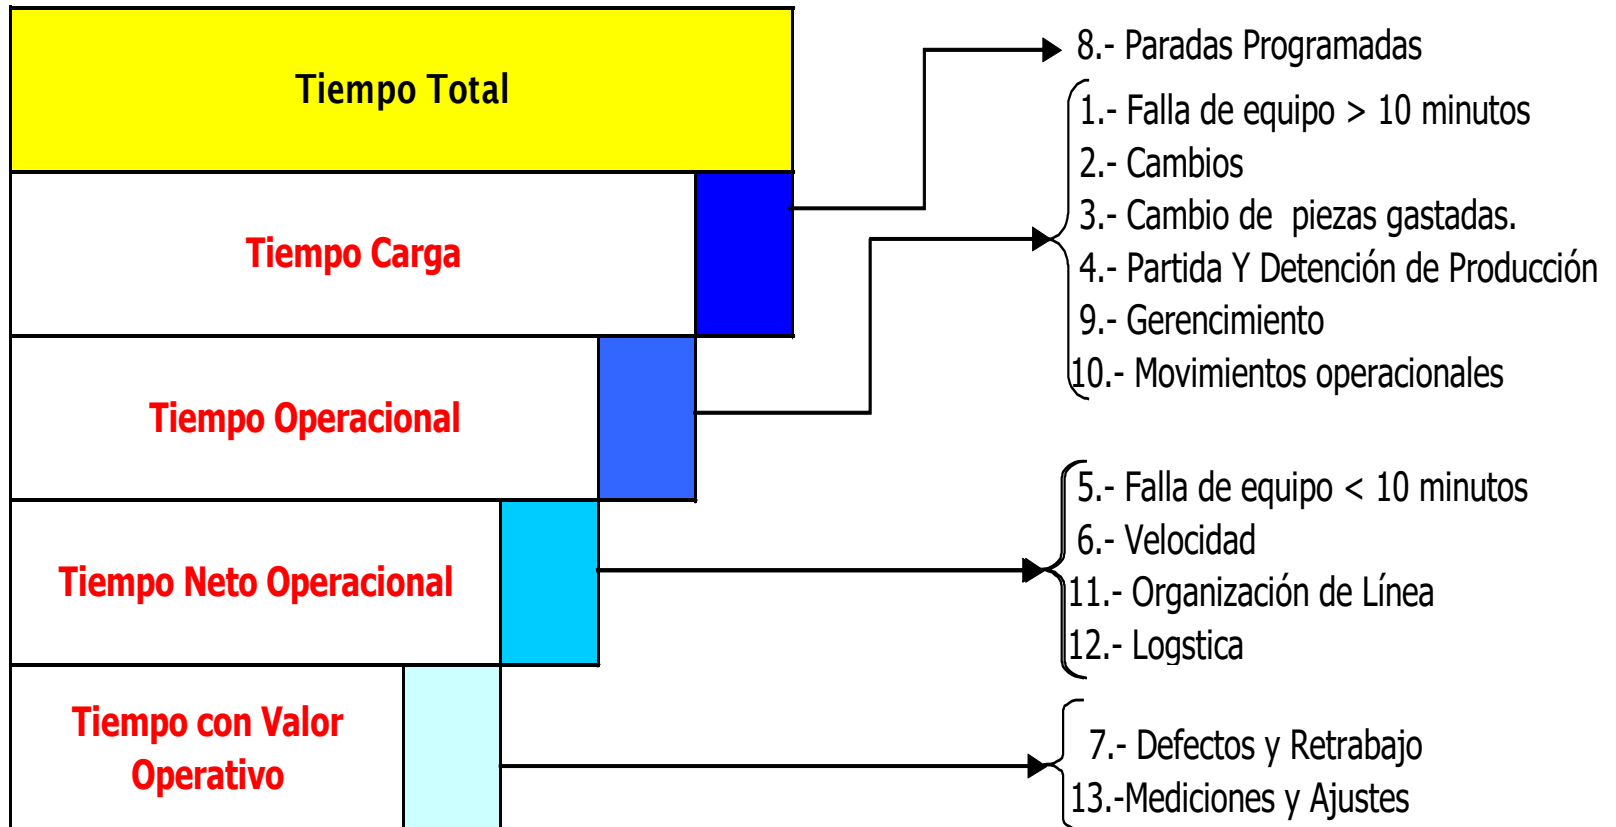 Tiempo Total
Tiempo Carga
Tiempo Operacional
Tiempo Neto Operacional
Tiempo con Valor
Operativo
8.- Paradas Programadas
1.- Falla de equipo > 10 minutos
2.- Cambios
3.- Cambio de piezas gastadas.
4.- Partida Y Detención de Producción
9.- Gerencimiento
10.- Movimientos operacionales
5.- Falla de equipo < 10 minutos
6.- Velocidad
11.- Organización de Línea
12.- Logstica
7.- Defectos y Retrabajo
13.-Mediciones y Ajustes